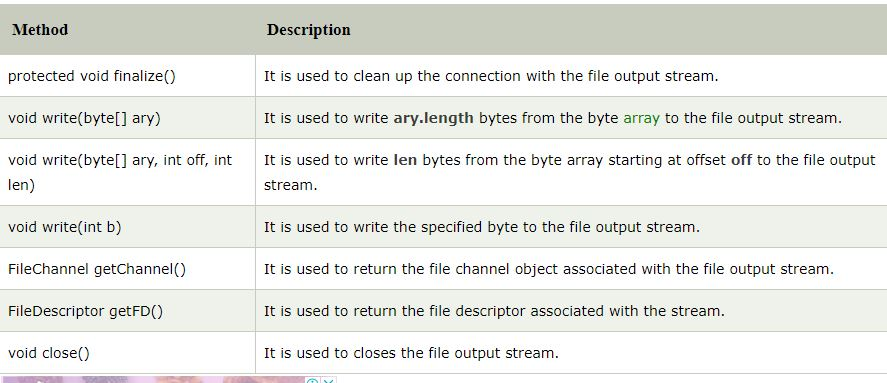 Method Description
protected void finalize() It is used to clean up the connection with the file output stream.
void write(byte[] ary) It is used to write ary.length bytes from the byte array to the file output stream.
void write(byte[] ary, int off, int It is used to write len bytes from the byte array starting at offset off to the file output
len) stream.
void write(int b) It is used to write the specified byte to the file output stream.
FileChannel getChannel() It is used to return the file channel object associated with the file output stream.
FileDescriptor getFD() It is used to return the file descriptor associated with the stream.
void close() It is used to closes the file output stream.